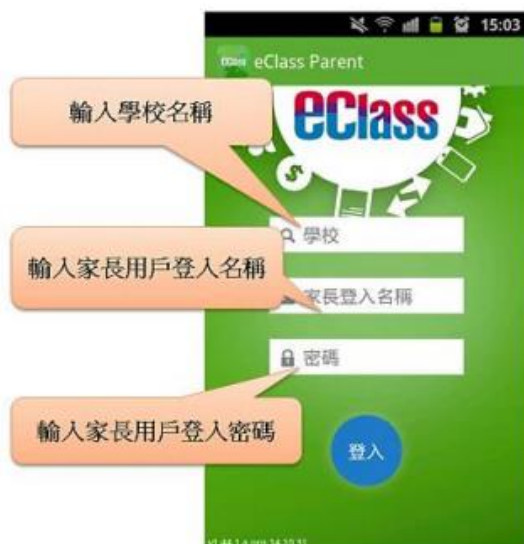 15:03
eClass eClass Parent
輸入學校名稱
eClass
學校
輸入家長用戶登入名稱
家長登入名稱
密碼
輸入家長用戶登入密碼
登入